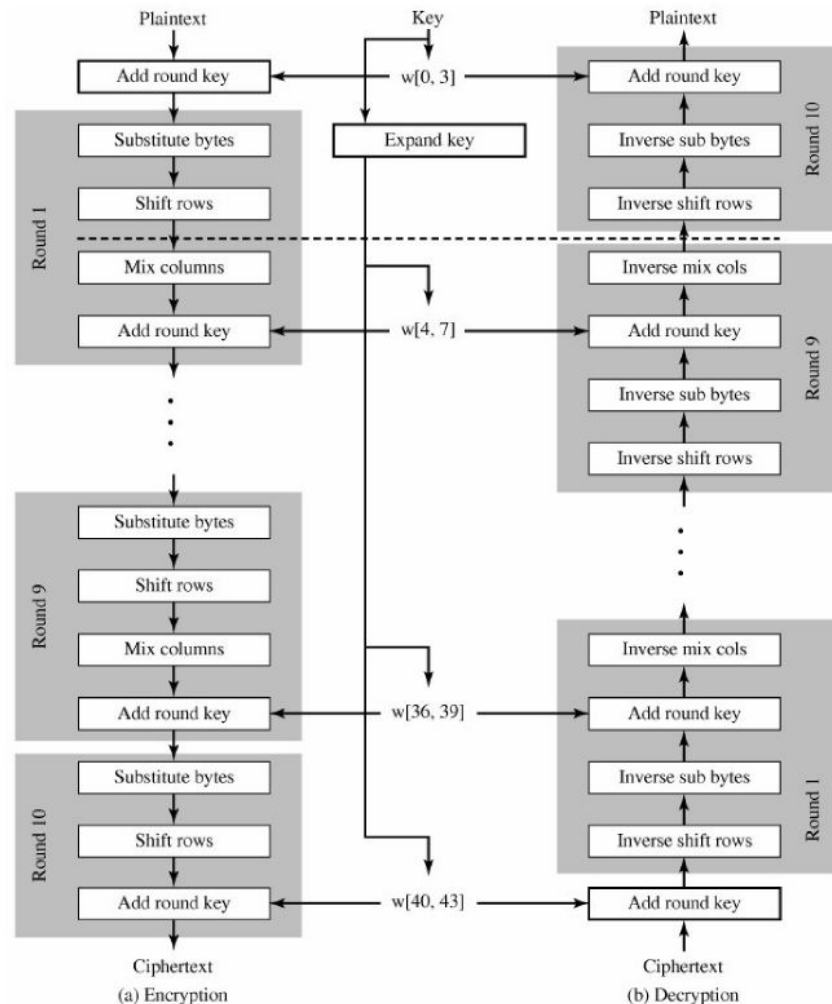 Plaintext
Add round key
Round 1
Substitute bytes
Shift rows
Mix columns
Add round key
Round 9
Substitute bytes
Shift rows
Mix columns
Add round key
Round 10
Substitute bytes
Shift rows
Add round key
Ciphertext
(a) Encryption
Key
w[0, 3]
Expand key
w[4, 7]
w[36, 39]
w[40, 43]
Plaintext
Add round key
Inverse sub bytes
Inverse shift rows
Round 10
Inverse mix cols
Add round key
Inverse sub bytes
Inverse shift rows
Round 9
Inverse mix cols
Add round key
Inverse sub bytes
Inverse shift rows
Round 1
Add round key
Ciphertext
(b) Decryption